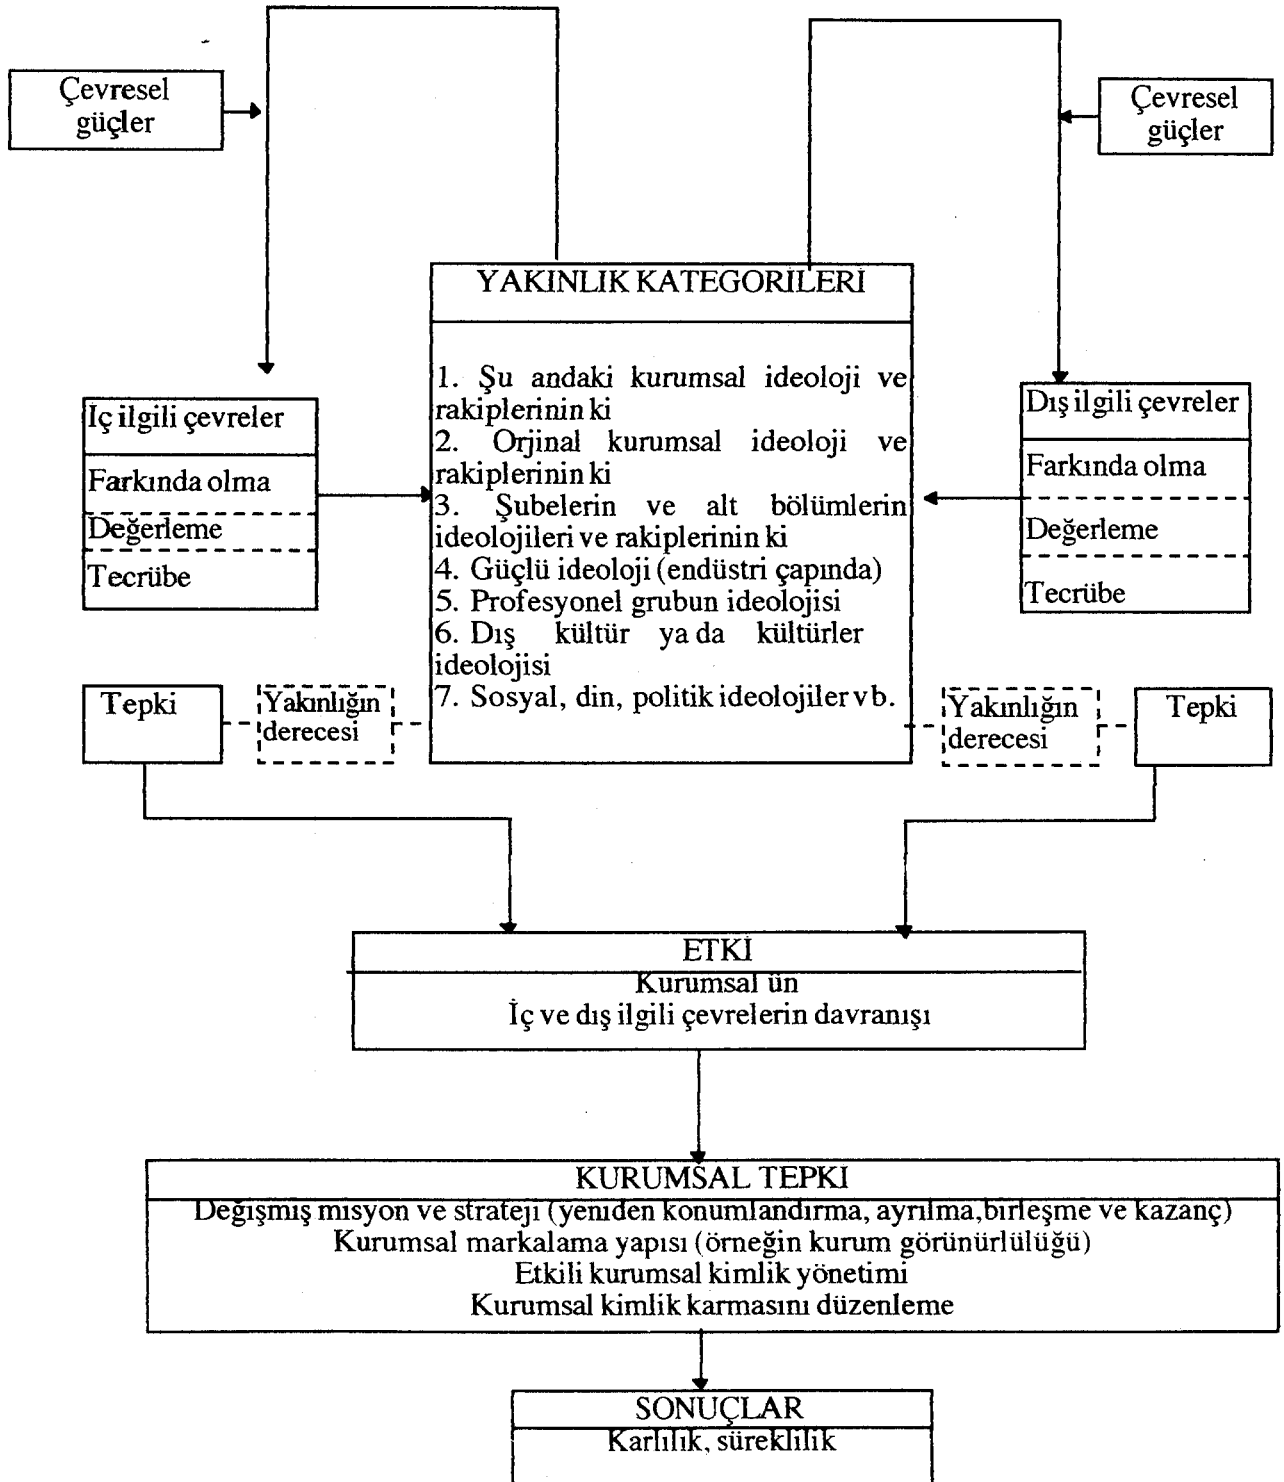 Çevresel
güçler
Çevresel
güçler
YAKINLIK KATEGORİLERİ
1. Şu andaki kurumsal ideoloji ve
rakiplerinin ki
2. Orjinal kurumsal ideoloji ve
rakiplerinin ki
3. Şubelerin ve alt bölümlerin
ideolojileri ve rakiplerinin ki
4. Güçlü ideoloji (endüstri çapında)
5. Profesyonel grubun ideolojisi
6. Dış kültür ya da kültürler
ideolojisi
7. Sosyal, din, politik ideolojiler vb.
İç ilgili çevreler
Farkında olma
Değerleme
Tecrübe
Dış ilgili çevreler
Farkında olma
Değerleme
Tecrübe
Tepki
Yakınlığın
derecesi
Yakınlığın
derecesi
Tepki
ETKİ
Kurumsal ün
İç ve dış ilgili çevrelerin davranışı
KURUMSAL TEPKI
Değişmiş misyon ve strateji (yeniden konumlandırma, ayrılma,birleşme ve kazanç)
Kurumsal markalama yapısı (örneğin kurum görünürlülüğü)
Etkili kurumsal kimlik yönetimi
Kurumsal kimlik karmasını düzenleme
SONUÇLAR
Karlılık, süreklilik